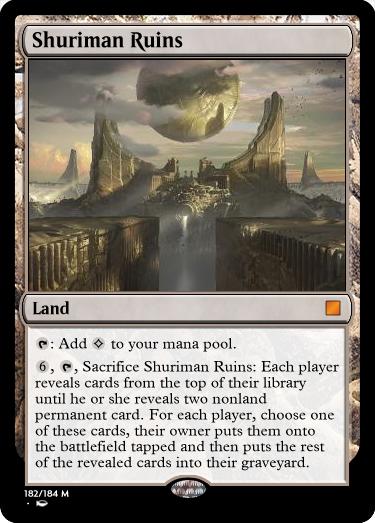 Shuriman Ruins
Land
: Add to your mana pool.
6, , Sacrifice Shuriman Ruins: Each player
reveals cards from the top of their library
until he or she reveals two nonland
permanent card. For each player, choose one
of these cards, their owner puts them onto
the battlefield tapped and then puts the rest
of the revealed cards into their graveyard.
182/184 M